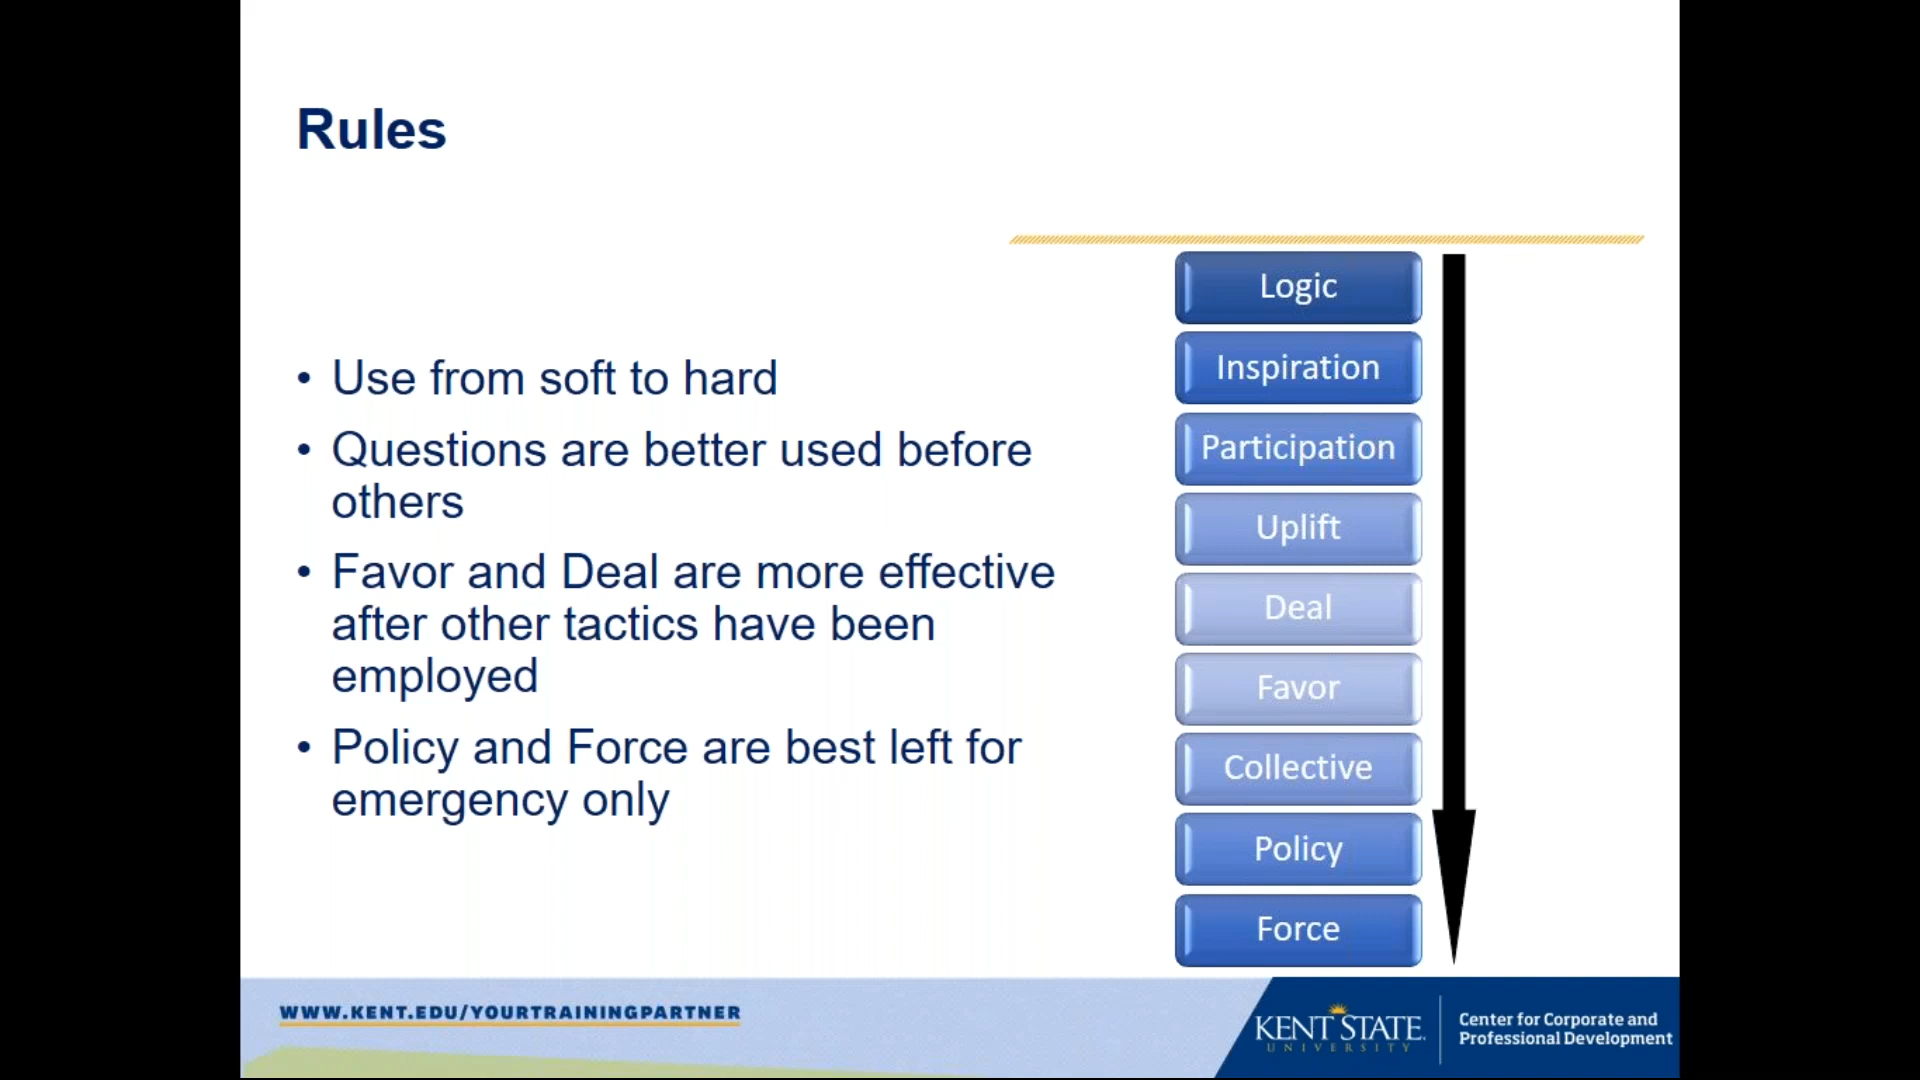 Rules
• Use from soft to hard
• Questions are better used before
others
• Favor and Deal are more effective
after other tactics have been
employed
• Policy and Force are best left for
emergency only
Logic
Inspiration
Participation
Uplift
Deal
Favor
Collective
Policy
Force
WWW.KENT.EDU/YOURTRAININGPARTNER
KENT STATE.
UNIVERSITY
Center for Corporate and
Professional Development